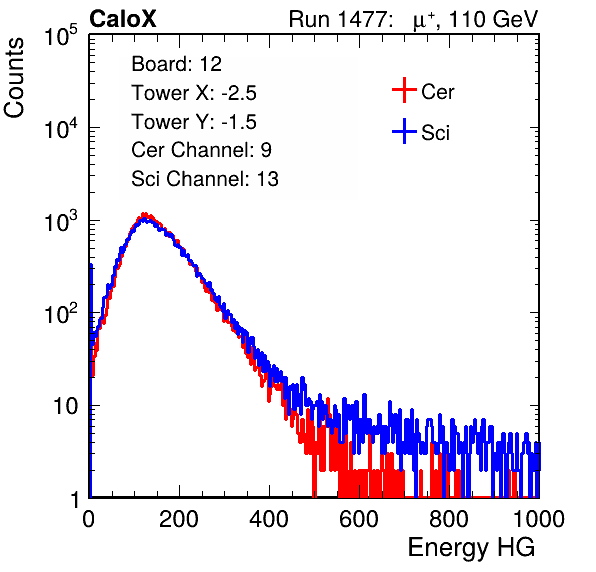 CaloX Run 1477: μ⁺, 110 GeV
Counts
10⁵
10⁴
10³
10²
10
1
Board: 12
Tower X: -2.5
Tower Y: -1.5
Cer Channel: 9
Sci Channel: 13
Cer
Sci
0 200 400 600 800 1000
Energy HG